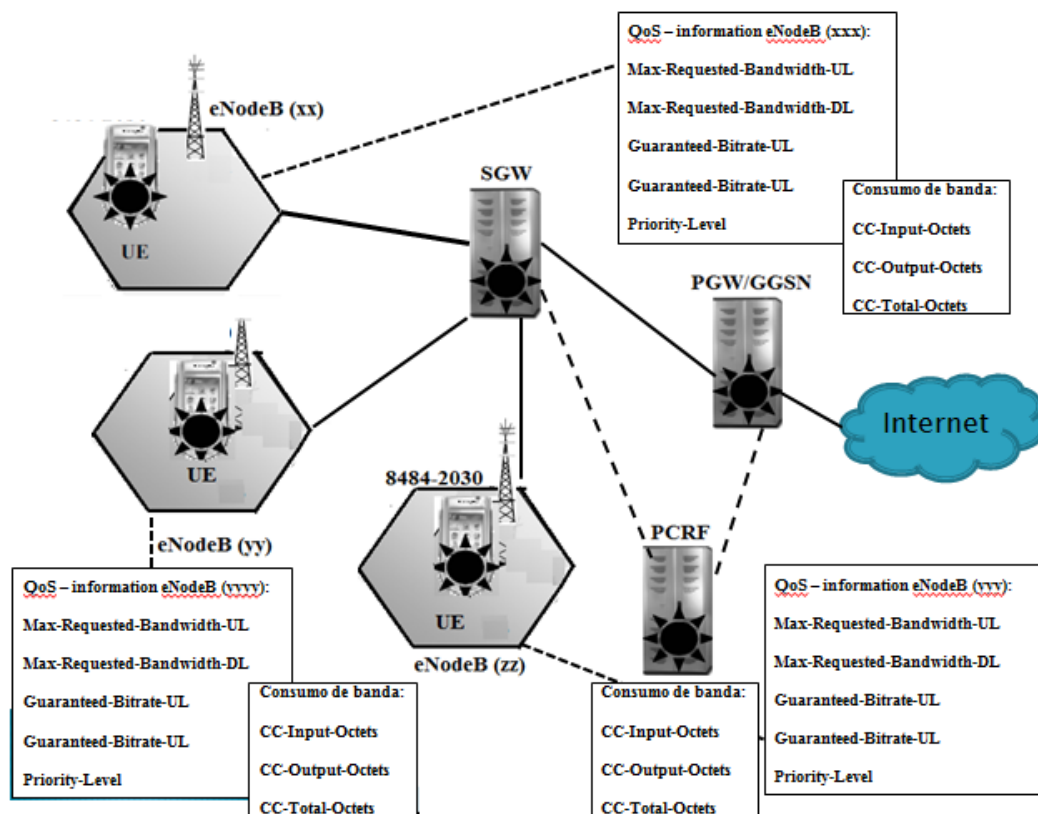 QoS – information eNodeB (xxx):
Max-Requested-Bandwidth-UL
Max-Requested-Bandwidth-DL
Guaranteed-Bitrate-UL
Guaranteed-Bitrate-UL
Priority-Level
Consumo de banda:
CC-Input-Octets
CC-Output-Octets
CC-Total-Octets
eNodeB (xx)
UE
SGW
PGW/GGSN
Internet
UE
eNodeB (yy)
8484-2030
UE
eNodeB (zz)
PCRF
QoS – information eNodeB (yyyy):
Max-Requested-Bandwidth-UL
Max-Requested-Bandwidth-DL
Guaranteed-Bitrate-UL
Guaranteed-Bitrate-UL
Priority-Level
Consumo de banda:
CC-Input-Octets
CC-Output-Octets
CC-Total-Octets
Consumo de banda:
CC-Input-Octets
CC-Output-Octets
CC-Total-Octets
QoS – information eNodeB (yyy):
Max-Requested-Bandwidth-UL
Max-Requested-Bandwidth-DL
Guaranteed-Bitrate-UL
Guaranteed-Bitrate-UL
Priority-Level